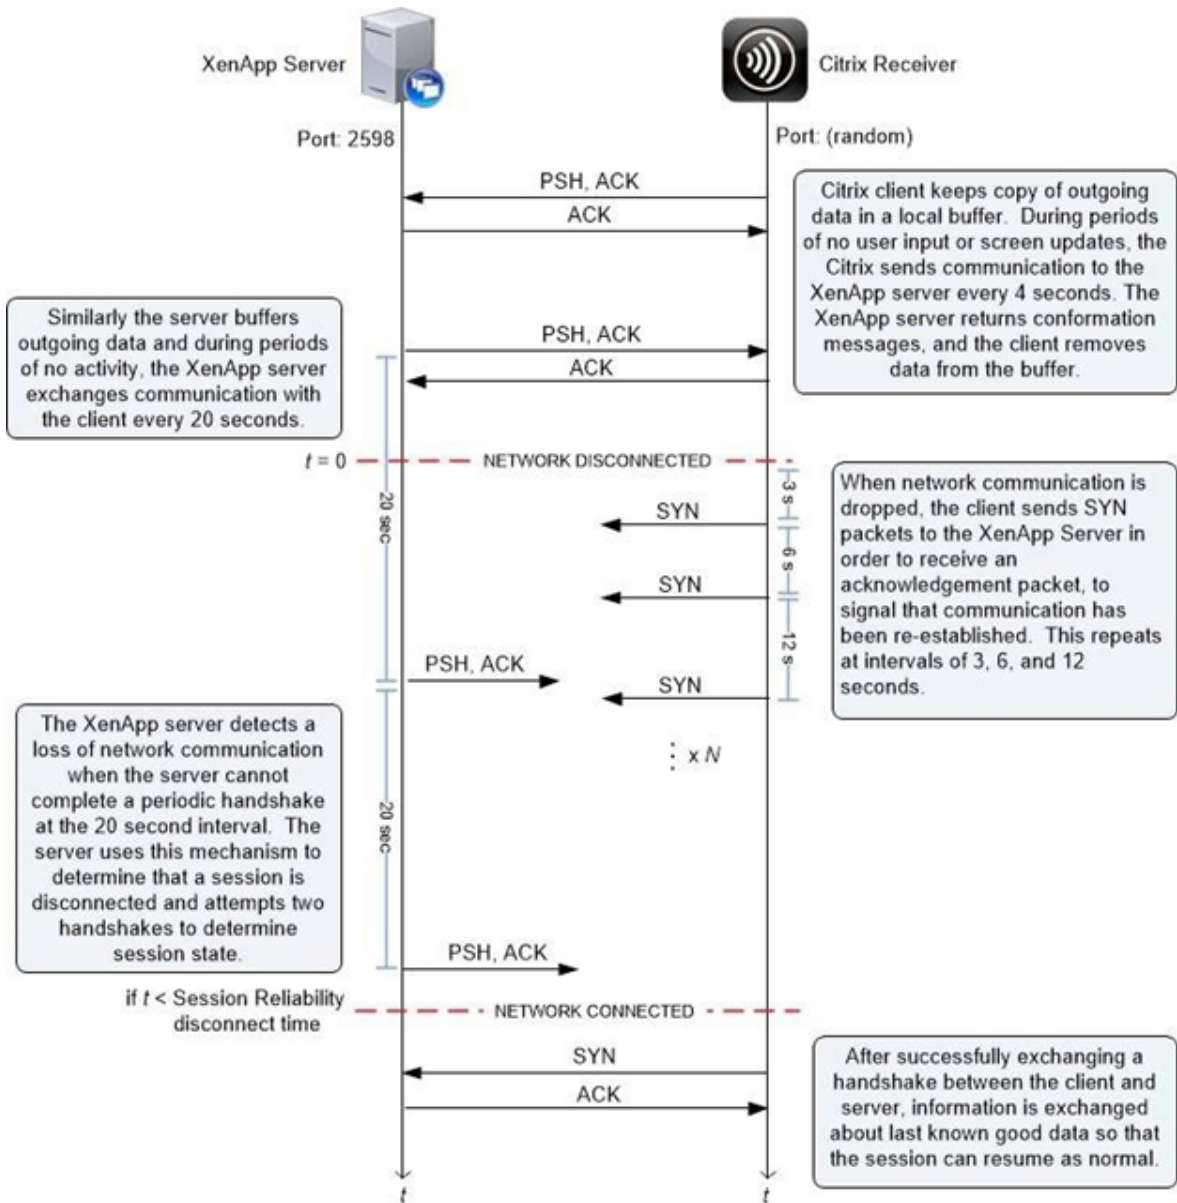 XenApp Server
Citrix Receiver
Port: 2598
Port: (random)
PSH, ACK
ACK
Citrix client keeps copy of outgoing
data in a local buffer. During periods
of no user input or screen updates, the
Citrix sends communication to the
XenApp server every 4 seconds. The
XenApp server returns conformation
messages, and the client removes
data from the buffer.
Similarly the server buffers
outgoing data and during periods
of no activity, the XenApp server
exchanges communication with
the client every 20 seconds.
PSH, ACK
ACK
t = 0
NETWORK DISCONNECTED
20 sec
3 s
SYN
6 s
SYN
12 s
When network communication is
dropped, the client sends SYN
packets to the XenApp Server in
order to receive an
acknowledgement packet, to
signal that communication has
been re-established. This repeats
at intervals of 3, 6, and 12
seconds.
PSH, ACK
SYN
⋮ x N
The XenApp server detects a
loss of network communication
when the server cannot
complete a periodic handshake
at the 20 second interval. The
server uses this mechanism to
determine that a session is
disconnected and attempts two
handshakes to determine
session state.
20 sec
PSH, ACK
if t < Session Reliability
disconnect time
NETWORK CONNECTED
SYN
ACK
After successfully exchanging a
handshake between the client and
server, information is exchanged
about last known good data so that
the session can resume as normal.
t
t